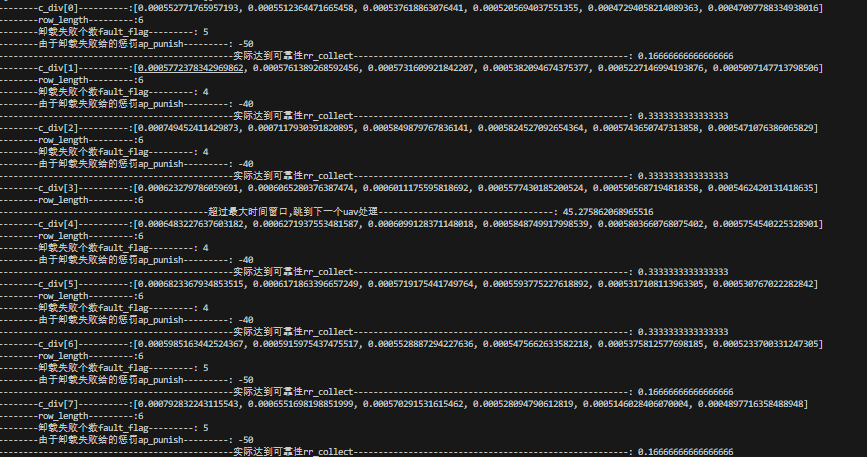 --------c_div[0]----------:[0.000552771765957193, 0.0005512364471665458, 0.000537618863076441, 0.0005205694037551355, 0.00047294058214089363, 0.00047097788334938016]
--------row_length---------:6
--------卸载失败个数fault_flag---------: 5
--------由于卸载失败给的惩罚ap_punish---------: -50
-----------------------------------------------实际达到可靠性rr_collect-------------------------------------------------------: 0.16666666666666666
--------c_div[1]----------:[0.0005772378342969862, 0.0005761389268592456, 0.0005731609921842207, 0.0005382094674375377, 0.0005227146994193876, 0.0005097147713798506]
--------row_length---------:6
--------卸载失败个数fault_flag---------: 4
--------由于卸载失败给的惩罚ap_punish---------: -40
-----------------------------------------------实际达到可靠性rr_collect-------------------------------------------------------: 0.3333333333333333
--------c_div[2]----------:[0.000749452411429873, 0.0007117930391820895, 0.0005849879767836141, 0.0005824527092654364, 0.0005743650747313858, 0.0005471076386065829]
--------row_length---------:6
--------卸载失败个数fault_flag---------: 4
--------由于卸载失败给的惩罚ap_punish---------: -40
-----------------------------------------------实际达到可靠性rr_collect-------------------------------------------------------: 0.3333333333333333
--------c_div[3]----------:[0.000623279786059691, 0.0006065280376387474, 0.0006011175595818692, 0.0005577430185200524, 0.0005505687194818358, 0.0005462420131418635]
--------row_length---------:6
------------------------------------------超过最大时间窗口,跳到下一个uav处理-----------------------------------: 45.275862068965516
--------c_div[4]----------:[0.0006483227637603182, 0.0006271937553481587, 0.0006099128371148018, 0.0005848749917998539, 0.0005803660768075402, 0.0005754540225328901]
--------row_length---------:6
--------卸载失败个数fault_flag---------: 4
--------由于卸载失败给的惩罚ap_punish---------: -40
-----------------------------------------------实际达到可靠性rr_collect-------------------------------------------------------: 0.3333333333333333
--------c_div[5]----------:[0.0006823367934853515, 0.0006171863396657249, 0.0005719175441749764, 0.0005593775227618892, 0.0005317108113963305, 0.000530767022282842]
--------row_length---------:6
--------卸载失败个数fault_flag---------: 4
--------由于卸载失败给的惩罚ap_punish---------: -40
-----------------------------------------------实际达到可靠性rr_collect-------------------------------------------------------: 0.3333333333333333
--------c_div[6]----------:[0.0005985163442524367, 0.0005915975437475517, 0.0005528887294227636, 0.0005475662633582218, 0.0005375812577698185, 0.0005233700331247305]
--------row_length---------:6
--------卸载失败个数fault_flag---------: 5
--------由于卸载失败给的惩罚ap_punish---------: -50
-----------------------------------------------实际达到可靠性rr_collect-------------------------------------------------------: 0.16666666666666666
--------c_div[7]----------:[0.000792832243115543, 0.0006551698198851999, 0.000570291531615462, 0.000528094790612819, 0.0005146028406070004, 0.0004897716358488948]
--------row_length---------:6
--------卸载失败个数fault_flag---------: 5
--------由于卸载失败给的惩罚ap_punish---------: -50
-----------------------------------------------实际达到可靠性rr_collect-------------------------------------------------------: 0.16666666666666666